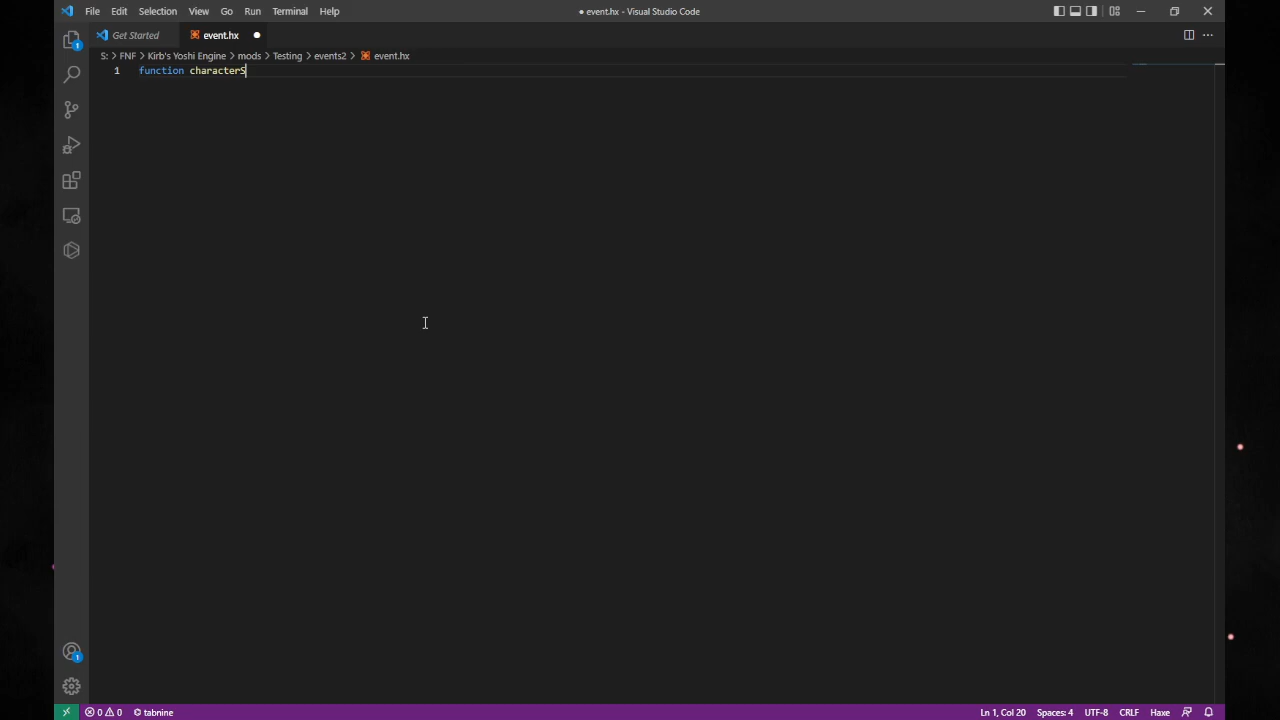 File Edit Selection View Go Run Terminal Help
● event.hx - Visual Studio Code
Get Started
event.hx
S: > FNF > Kirb's Yoshi Engine > mods > Testing > events2 > event.hx
1 function characterS
1
1
0 0 tabnine
Ln 1, Col 20 Spaces: 4 UTF-8 CRLF Haxe